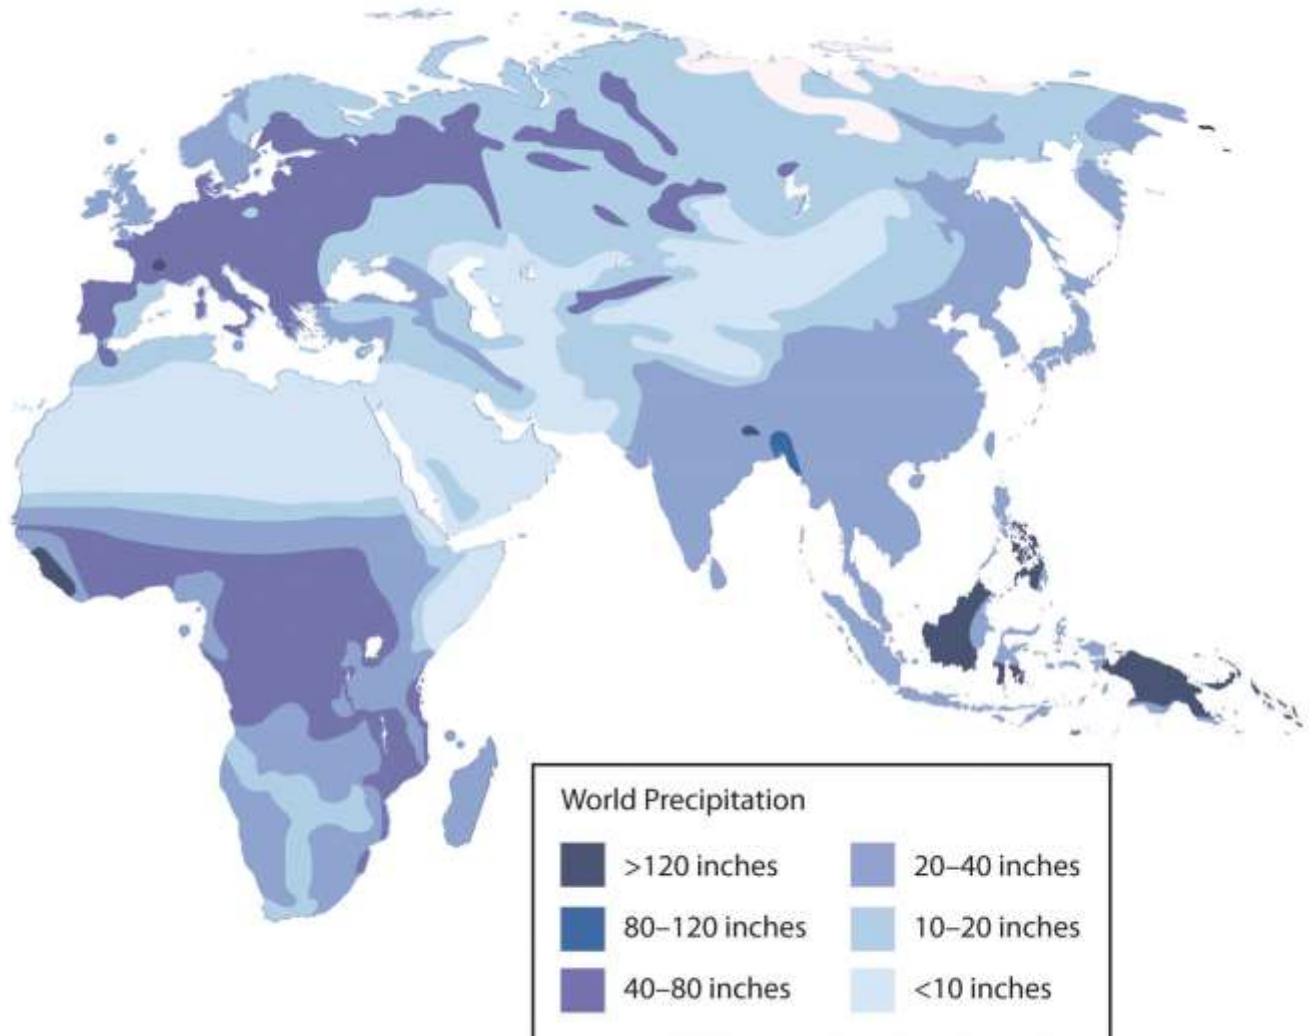 World Precipitation
>120 inches
20–40 inches
80–120 inches
10–20 inches
40–80 inches
<10 inches